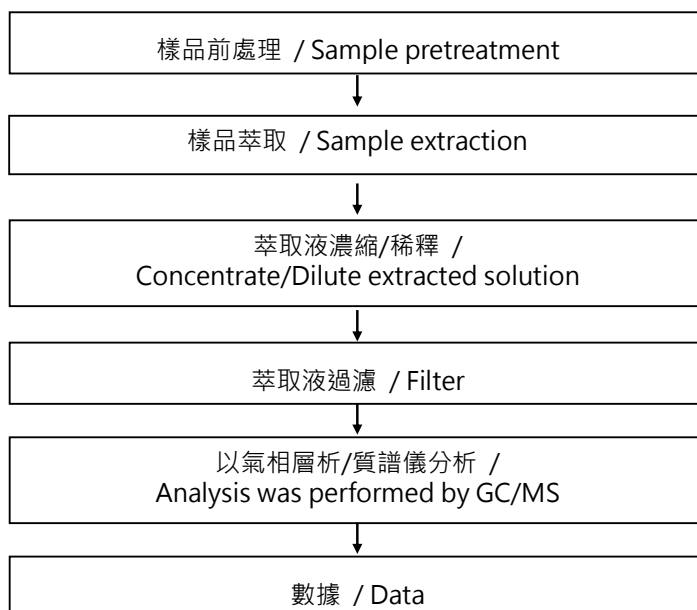 樣品前處理 / Sample pretreatment
樣品萃取 / Sample extraction
萃取液濃縮/稀釋 /
Concentrate/Dilute extracted solution
萃取液過濾 / Filter
以氣相層析/質譜儀分析 /
Analysis was performed by GC/MS
數據 / Data